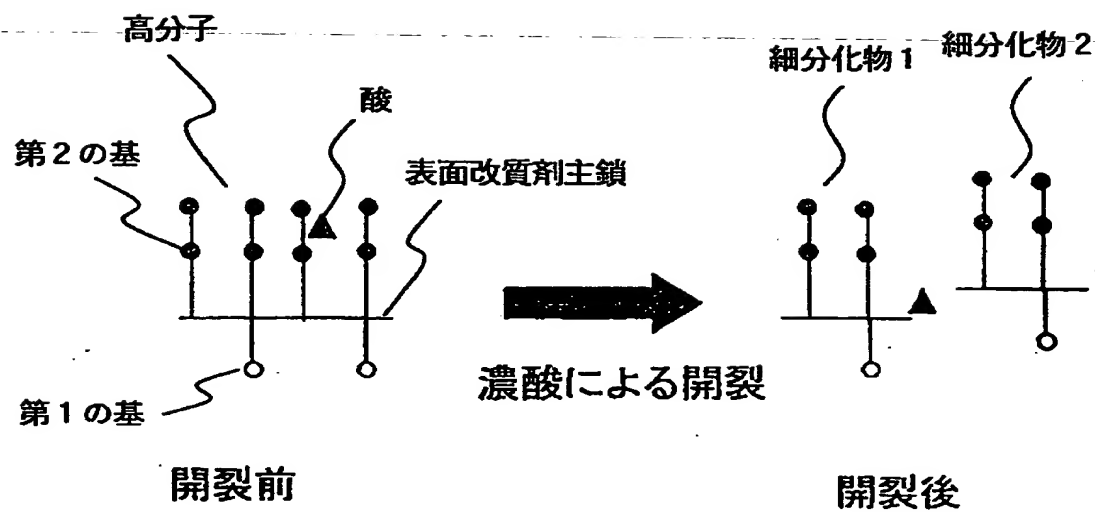 高分子
酸
第2の基
表面改質剤主鎖
第1の基
開裂前
濃酸による開裂
細分化物1
細分化物2
開裂後